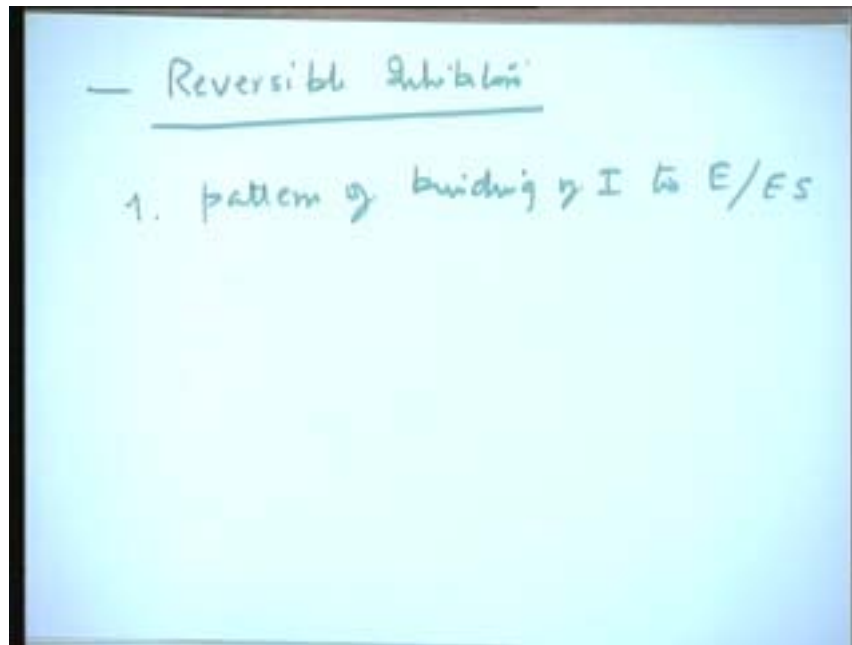 — Reversible Inhibition
1. pattern of binding of I to E/ES